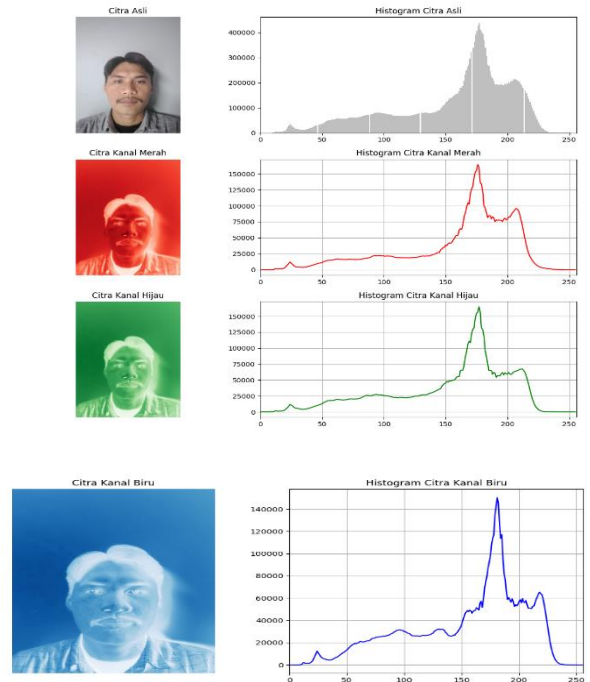 Citra Asli
Histogram Citra Asli
400000
300000
200000
100000
0
0 50 100 150 200 250
Citra Kanal Merah
Histogram Citra Kanal Merah
150000
125000
100000
75000
50000
25000
0
0 50 100 150 200 250
Citra Kanal Hijau
Histogram Citra Kanal Hijau
150000
125000
100000
75000
50000
25000
0
0 50 100 150 200 250
Citra Kanal Biru
Histogram Citra Kanal Biru
140000
120000
100000
80000
60000
40000
20000
0
0 50 100 150 200 250